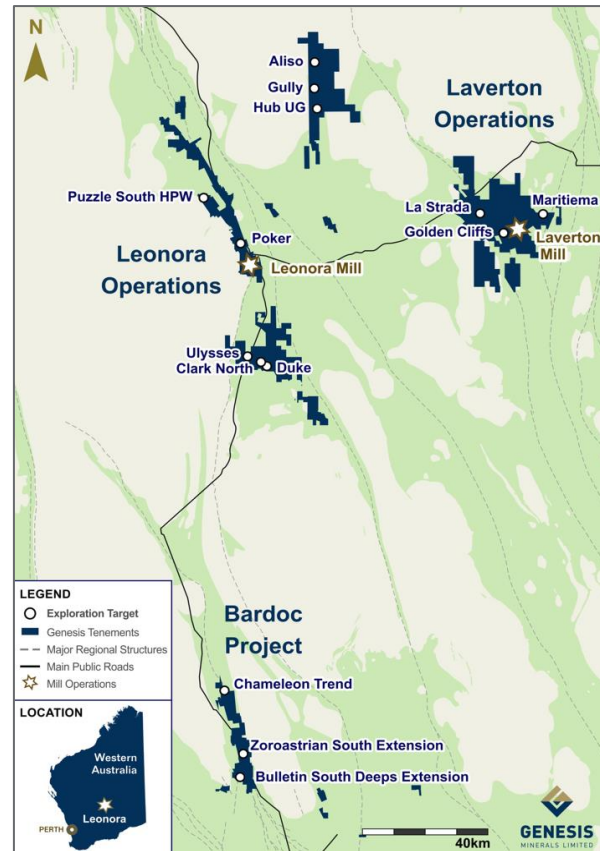 N
Aliso
Gully
Hub UG
Laverton
Operations
Puzzle South HPW
La Strada
Maritiema
Golden Cliffs
Laverton
Mill
Poker
Leonora
Operations
Leonora Mill
Ulysses
Clark North
Duke
LEGEND
Exploration Target
Genesis Tenements
Major Regional Structures
Main Public Roads
Mill Operations
Bardoc
Project
Chameleon Trend
Zoroastrian South Extension
Bulletin South Deeps Extension
LOCATION
Western
Australia
Leonora
PERTH
40km
GENESIS
MINERALS LIMITED